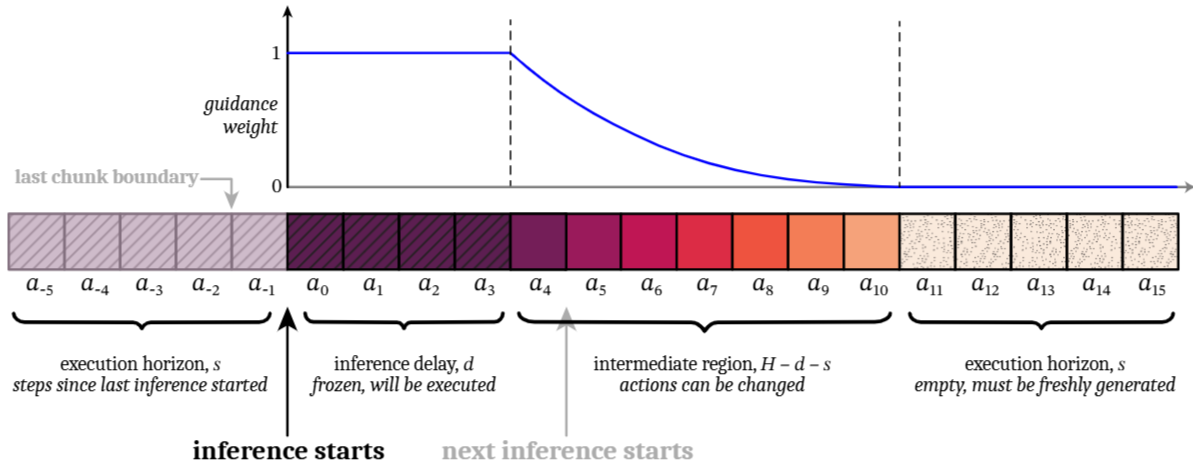 1
guidance
weight
last chunk boundary
0
a-5 a-4 a-3 a-2 a-1 a0 a1 a2 a3 a4 a5 a6 a7 a8 a9 a10 a11 a12 a13 a14 a15
execution horizon, s
steps since last inference started
inference delay, d
frozen, will be executed
intermediate region, H – d – s
actions can be changed
execution horizon, s
empty, must be freshly generated
inference starts
next inference starts